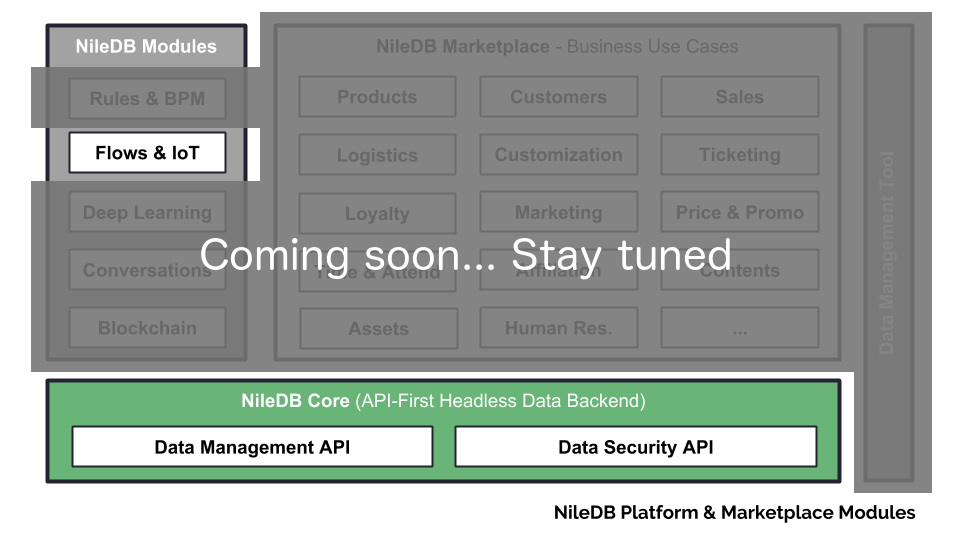 NileDB Modules
Rules & BPM
Flows & IoT
Deep Learning
Conversations
Blockchain
NileDB Marketplace - Business Use Cases
Products
Customers
Sales
Logistics
Customization
Ticketing
Loyalty
Marketing
Price & Promo
Time & Attend
Affiliation
Contents
Assets
Human Res.
...
Data Management Tool
Coming soon... Stay tuned
NileDB Core (API-First Headless Data Backend)
Data Management API
Data Security API
NileDB Platform & Marketplace Modules